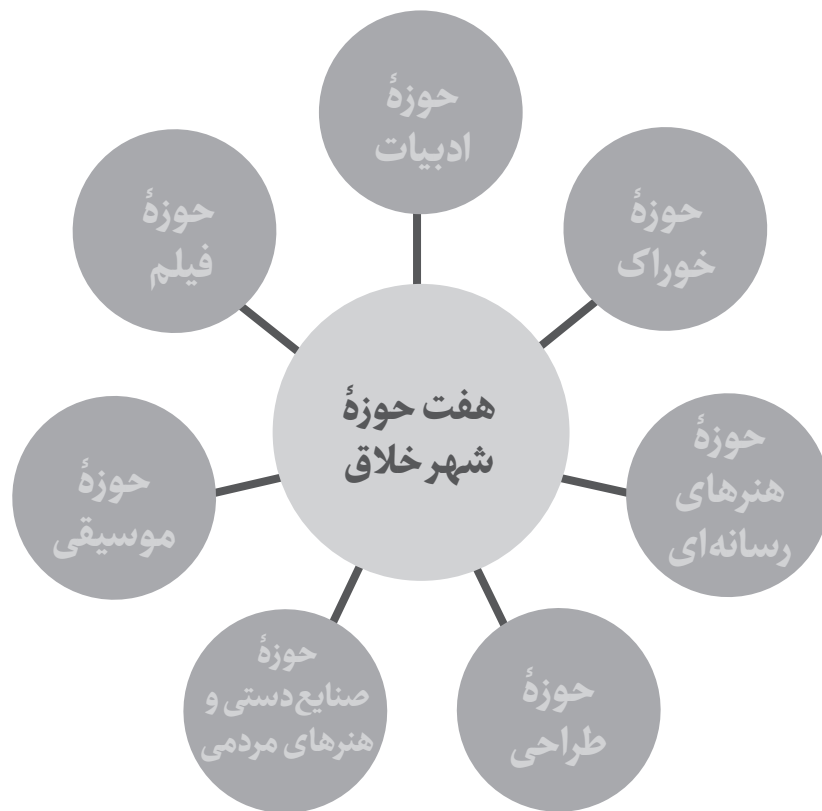 حوزهٔ
ادبیات
حوزهٔ
خوراک
حوزهٔ
هنرهای
رسانه‌ای
حوزهٔ
طراحی
حوزهٔ
صنایع‌دستی و
هنرهای مردمی
حوزهٔ
موسیقی
حوزهٔ
فیلم
هفت حوزهٔ
شهر خلاق